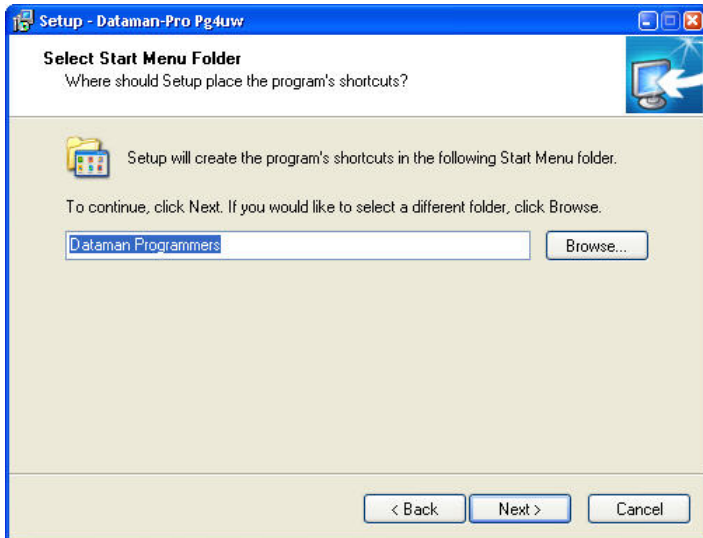 Setup - Dataman-Pro Pg4uw
Select Start Menu Folder
Where should Setup place the program's shortcuts?
Setup will create the program's shortcuts in the following Start Menu folder.
To continue, click Next. If you would like to select a different folder, click Browse.
Dataman Programmers
Browse...
< Back
Next >
Cancel